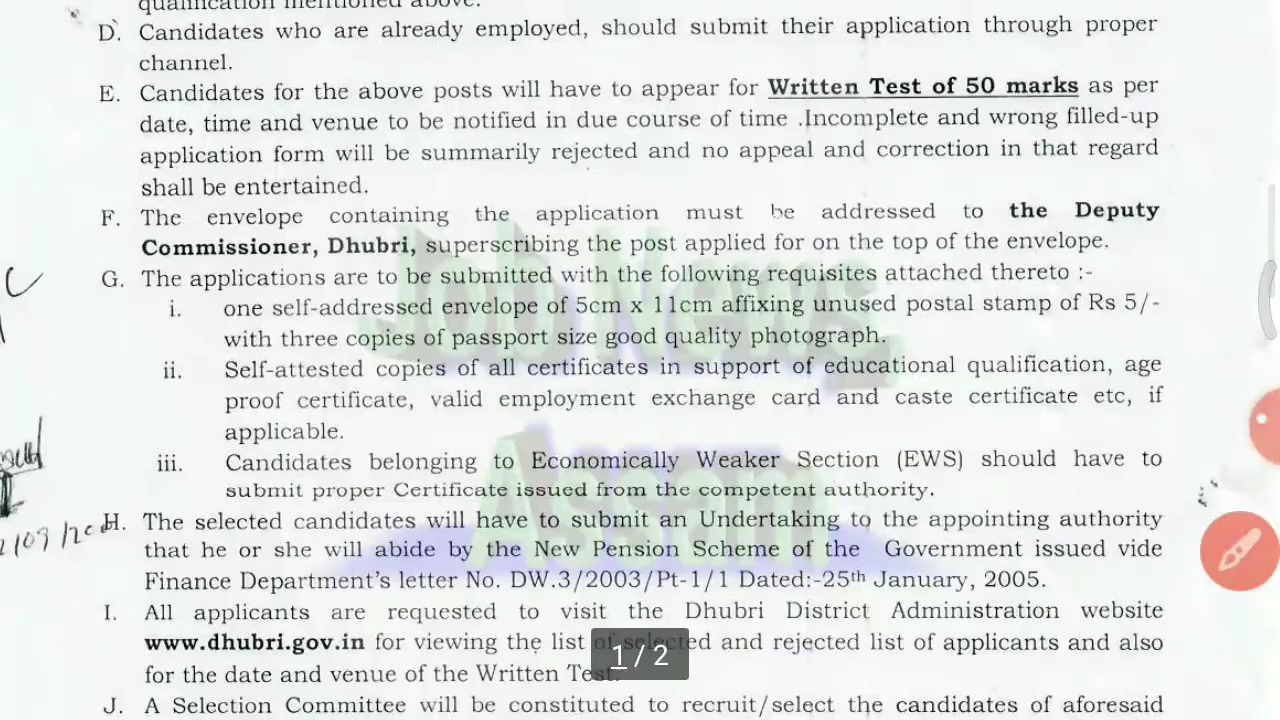 qualification mentioned above.
D. Candidates who are already employed, should submit their application through proper
channel.
E. Candidates for the above posts will have to appear for Written Test of 50 marks as per
date, time and venue to be notified in due course of time .Incomplete and wrong filled-up
application form will be summarily rejected and no appeal and correction in that regard
shall be entertained.
F. The envelope containing the application must be addressed to the Deputy
Commissioner, Dhubri, superscribing the post applied for on the top of the envelope.
G. The applications are to be submitted with the following requisites attached thereto :-
i. one self-addressed envelope of 5cm x 11cm affixing unused postal stamp of Rs 5/-
with three copies of passport size good quality photograph.
ii. Self-attested copies of all certificates in support of educational qualification, age
proof certificate, valid employment exchange card and caste certificate etc, if
applicable.
iii. Candidates belonging to Economically Weaker Section (EWS) should have to
submit proper Certificate issued from the competent authority.
H. The selected candidates will have to submit an Undertaking to the appointing authority
that he or she will abide by the New Pension Scheme of the Government issued vide
Finance Department's letter No. DW.3/2003/Pt-1/1 Dated:-25th January, 2005.
I. All applicants are requested to visit the Dhubri District Administration website
www.dhubri.gov.in for viewing the list of selected and rejected list of applicants and also
for the date and venue of the Written Test.
J. A Selection Committee will be constituted to recruit/select the candidates of aforesaid
Job News
Assam
1 / 2